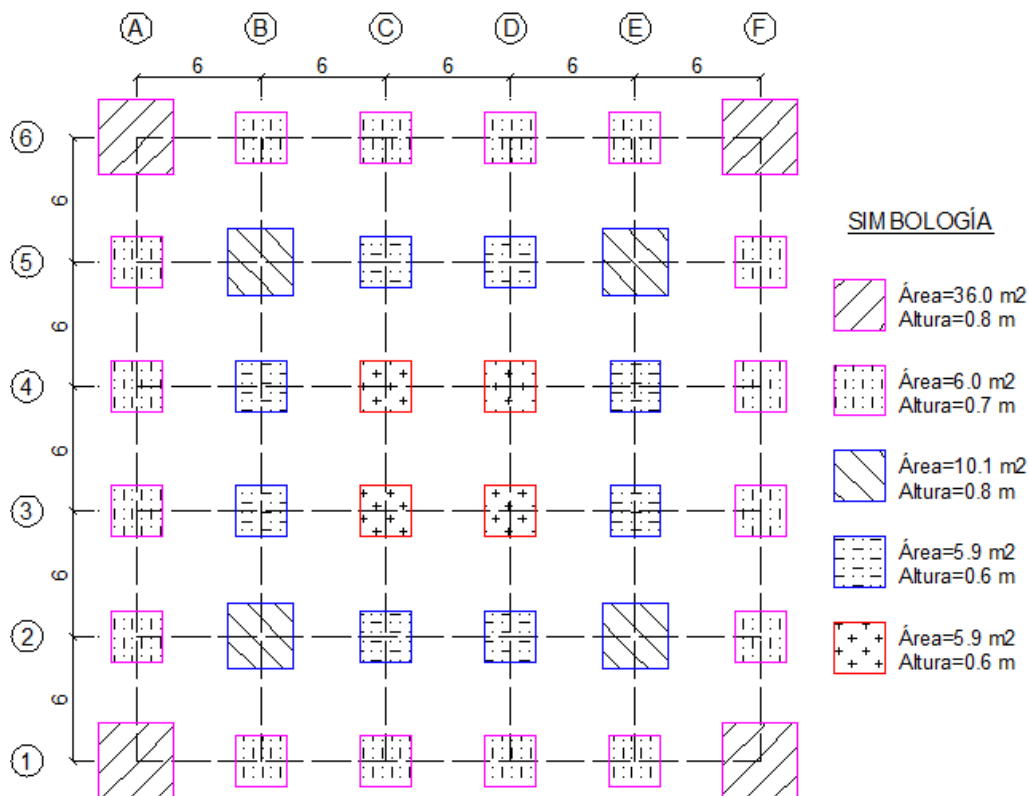 A B C D E F
6 6 6 6 6
6
6
5
6
4
6
3
6
2
6
1
SIMBOLOGÍA
Área=36.0 m2
Altura=0.8 m
Área=6.0 m2
Altura=0.7 m
Área=10.1 m2
Altura=0.8 m
Área=5.9 m2
Altura=0.6 m
Área=5.9 m2
Altura=0.6 m